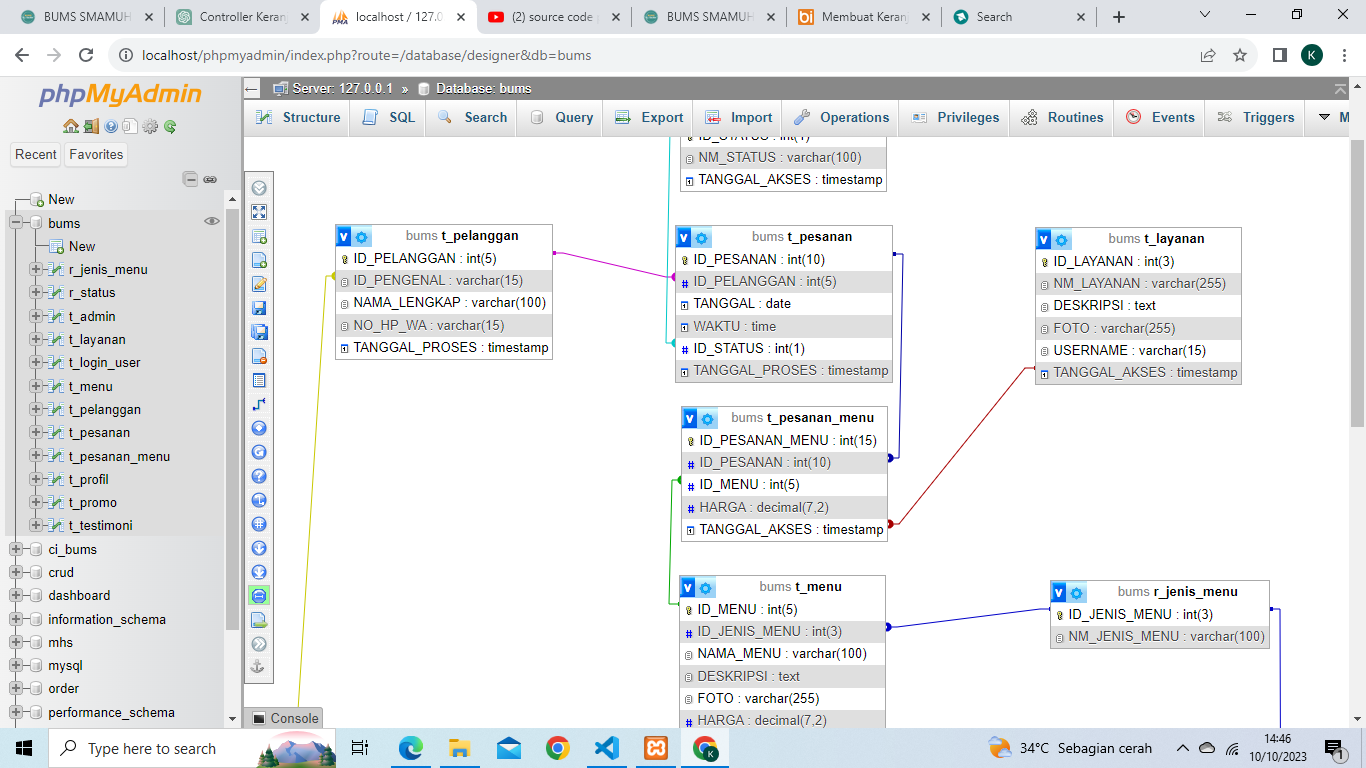 BUMS SMAMUH
Controller Keranj
localhost / 127.0
(2) source code p
BUMS SMAMUH
Membuat Keranj
Search
localhost/phpmyadmin/index.php?route=/database/designer&db=bums
K
phpMyAdmin
Recent
Favorites
New
bums
New
r_jenis_menu
r_status
t_admin
t_layanan
t_login_user
t_menu
t_pelanggan
t_pesanan
t_pesanan_menu
t_profil
t_promo
t_testimoni
ci_bums
crud
dashboard
information_schema
mhs
mysql
order
performance_schema
Server: 127.0.0.1 » Database: bums
Structure
SQL
Search
Query
Export
Import
Operations
Privileges
Routines
Events
Triggers
M
ID_STATUS : int(1)
NM_STATUS : varchar(100)
TANGGAL_AKSES : timestamp
bums t_pelanggan
ID_PELANGGAN : int(5)
ID_PENGENAL : varchar(15)
NAMA_LENGKAP : varchar(100)
NO_HP_WA : varchar(15)
TANGGAL_PROSES : timestamp
bums t_pesanan
ID_PESANAN : int(10)
ID_PELANGGAN : int(5)
TANGGAL : date
WAKTU : time
ID_STATUS : int(1)
TANGGAL_PROSES : timestamp
bums t_layanan
ID_LAYANAN : int(3)
NM_LAYANAN : varchar(255)
DESKRIPSI : text
FOTO : varchar(255)
USERNAME : varchar(15)
TANGGAL_AKSES : timestamp
bums t_pesanan_menu
ID_PESANAN_MENU : int(15)
ID_PESANAN : int(10)
ID_MENU : int(5)
HARGA : decimal(7,2)
TANGGAL_AKSES : timestamp
bums t_menu
ID_MENU : int(5)
ID_JENIS_MENU : int(3)
NAMA_MENU : varchar(100)
DESKRIPSI : text
FOTO : varchar(255)
HARGA : decimal(7,2)
bums r_jenis_menu
ID_JENIS_MENU : int(3)
NM_JENIS_MENU : varchar(100)
Console
Type here to search
34°C Sebagian cerah
14:46
10/10/2023
1